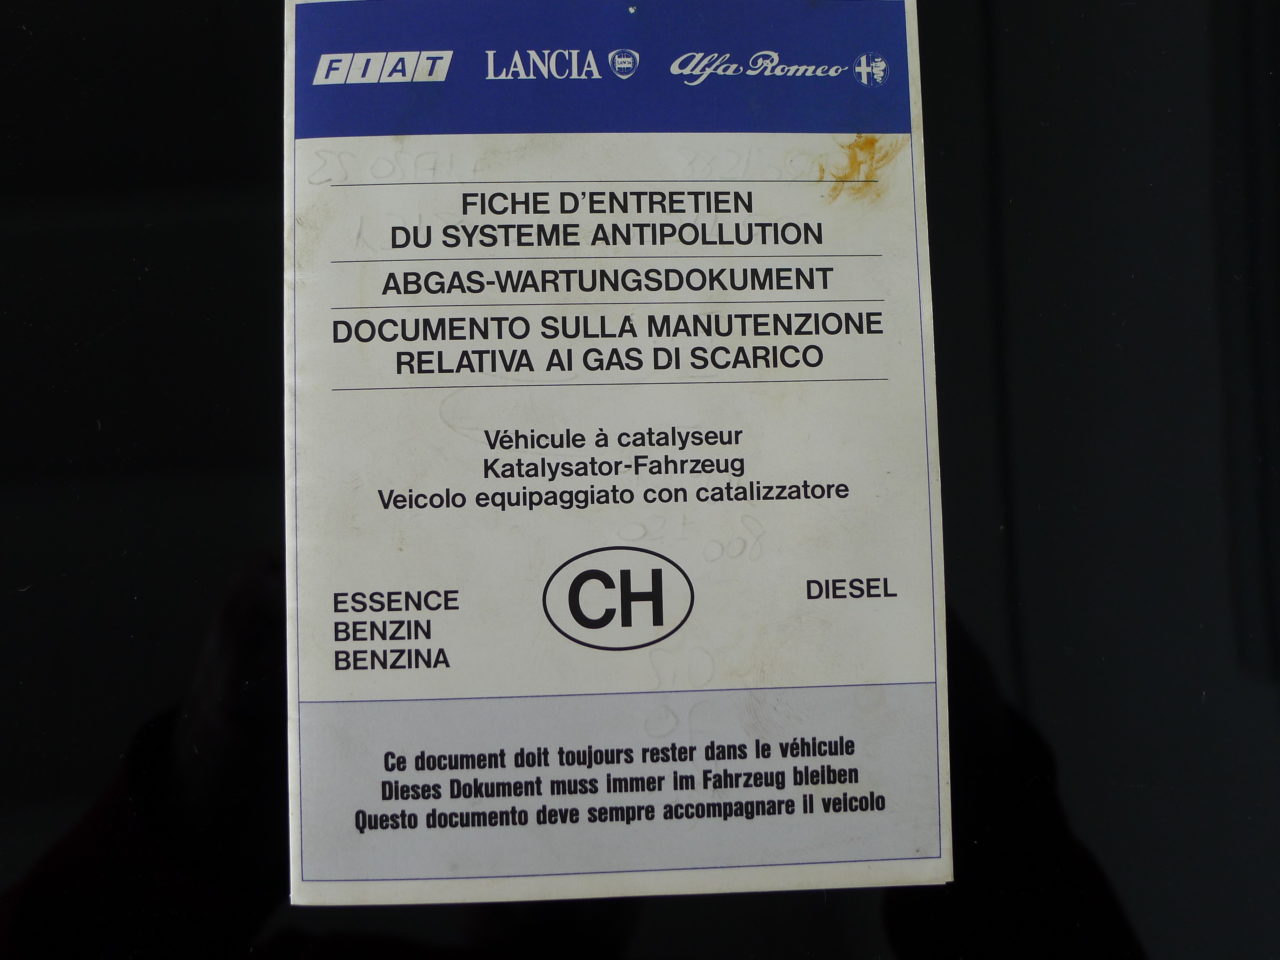 FIAT LANCIA Alfa Romeo
FICHE D'ENTRETIEN
DU SYSTEME ANTIPOLLUTION
ABGAS-WARTUNGSDOKUMENT
DOCUMENTO SULLA MANUTENZIONE
RELATIVA AI GAS DI SCARICO
Véhicule à catalyseur
Katalysator-Fahrzeug
Veicolo equipaggiato con catalizzatore
CH
ESSENCE
BENZIN
BENZINA
DIESEL
Ce document doit toujours rester dans le véhicule
Dieses Dokument muss immer im Fahrzeug bleiben
Questo documento deve sempre accompagnare il veicolo